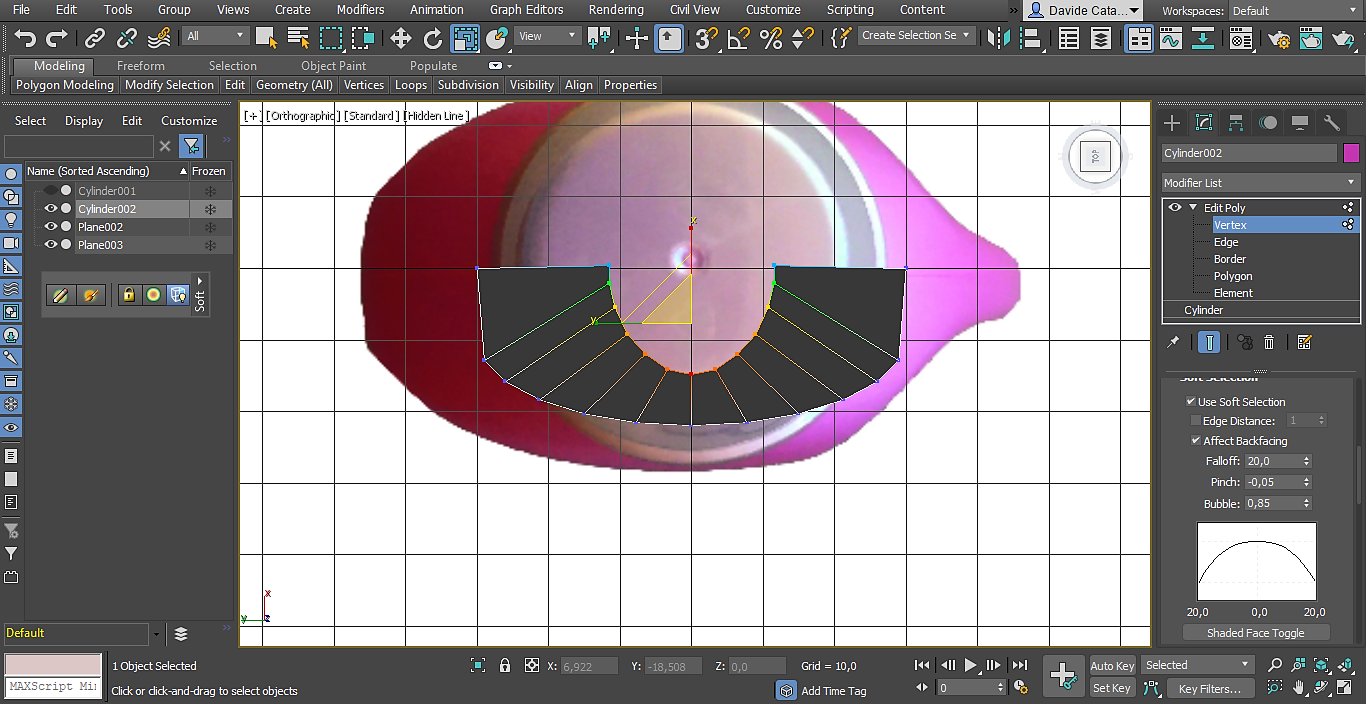 File Edit Tools Group Views Create Modifiers Animation Graph Editors Rendering Civil View Customize Scripting Content » Davide Cata... Workspaces: Default
All View Create Selection Se
Modeling Freeform Selection Object Paint Populate
Polygon Modeling Modify Selection Edit Geometry (All) Vertices Loops Subdivision Visibility Align Properties
Select Display Edit Customize
Name (Sorted Ascending) Frozen
Cylinder001
Cylinder002
Plane002
Plane003
Soft
Default
[+] [Orthographic] [Standard] [Hidden Line]
TOP
x
y
x
y
z
Cylinder002
Modifier List
Edit Poly
Vertex
Edge
Border
Polygon
Element
Cylinder
Soft Selection
Use Soft Selection
Edge Distance: 1
Affect Backfacing
Falloff: 20,0
Pinch: -0,05
Bubble: 0,85
20,0 0,0 20,0
Shaded Face Toggle
1 Object Selected X: 6,922 Y: -18,508 Z: 0,0 Grid = 10,0 Auto Key Selected
MAXScript Mi
Click or click-and-drag to select objects Add Time Tag 0 Set Key Key Filters...